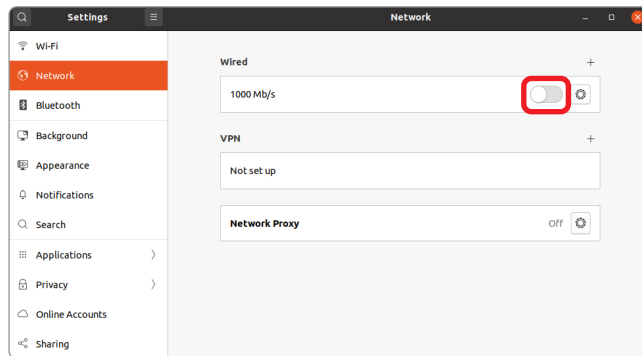 Settings
Network
Wi-Fi
Network
Bluetooth
Background
Appearance
Notifications
Search
Applications
Privacy
Online Accounts
Sharing
Wired
1000 Mb/s
VPN
Not set up
Network Proxy
Off